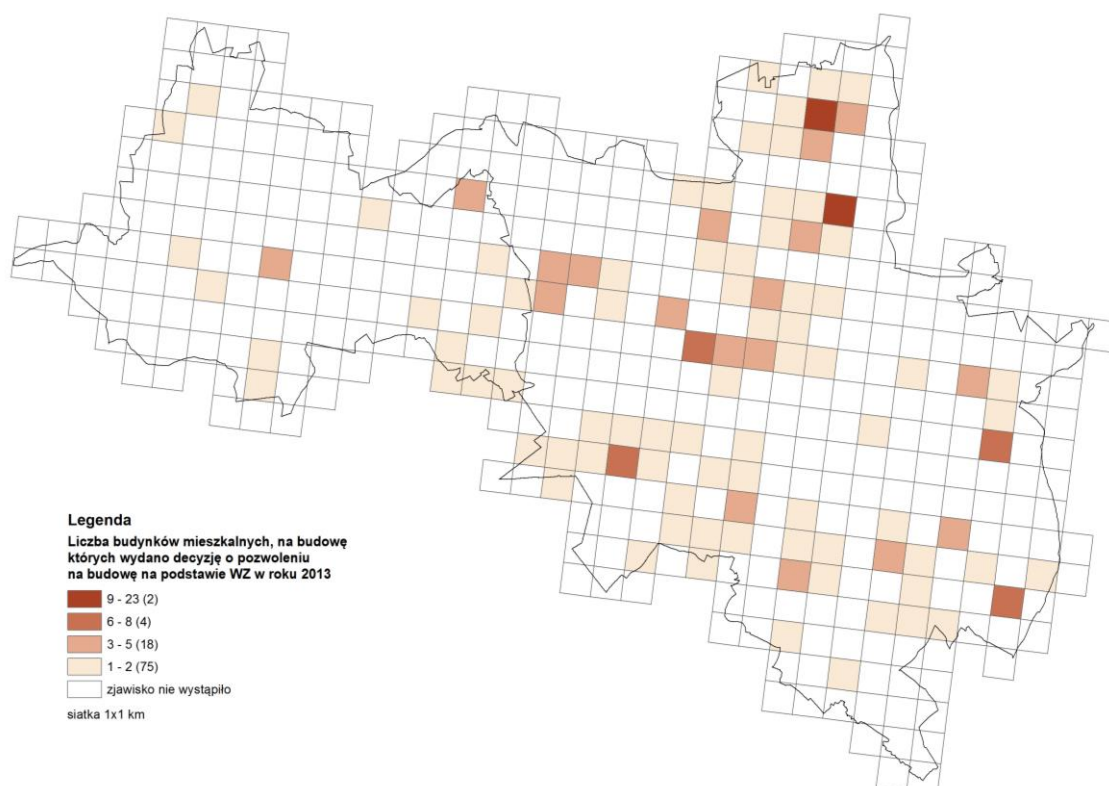 Legenda
Liczba budynków mieszkalnych, na budowę
których wydano decyzję o pozwoleniu
na budowę na podstawie WZ w roku 2013
9 - 23 (2)
6 - 8 (4)
3 - 5 (18)
1 - 2 (75)
zjawisko nie wystąpiło
siatka 1x1 km